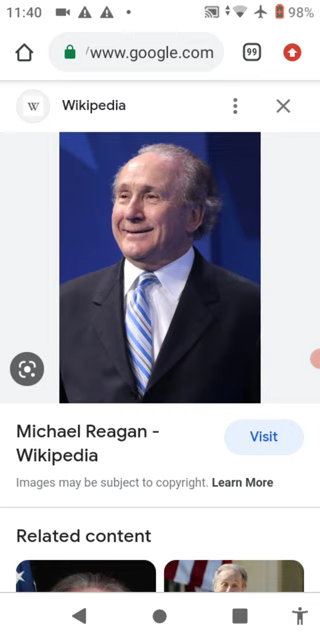 11:40
98%
/www.google.com
99
W
Wikipedia
Michael Reagan -
Wikipedia
Visit
Images may be subject to copyright. Learn More
Related content